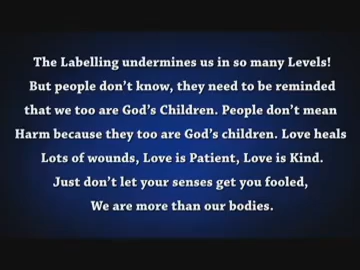 The Labelling undermines us in so many Levels!
But people don't know, they need to be reminded
that we too are God's Children. People don't mean
Harm because they too are God's children. Love heals
Lots of wounds, Love is Patient, Love is Kind.
Just don't let your senses get you fooled,
We are more than our bodies.